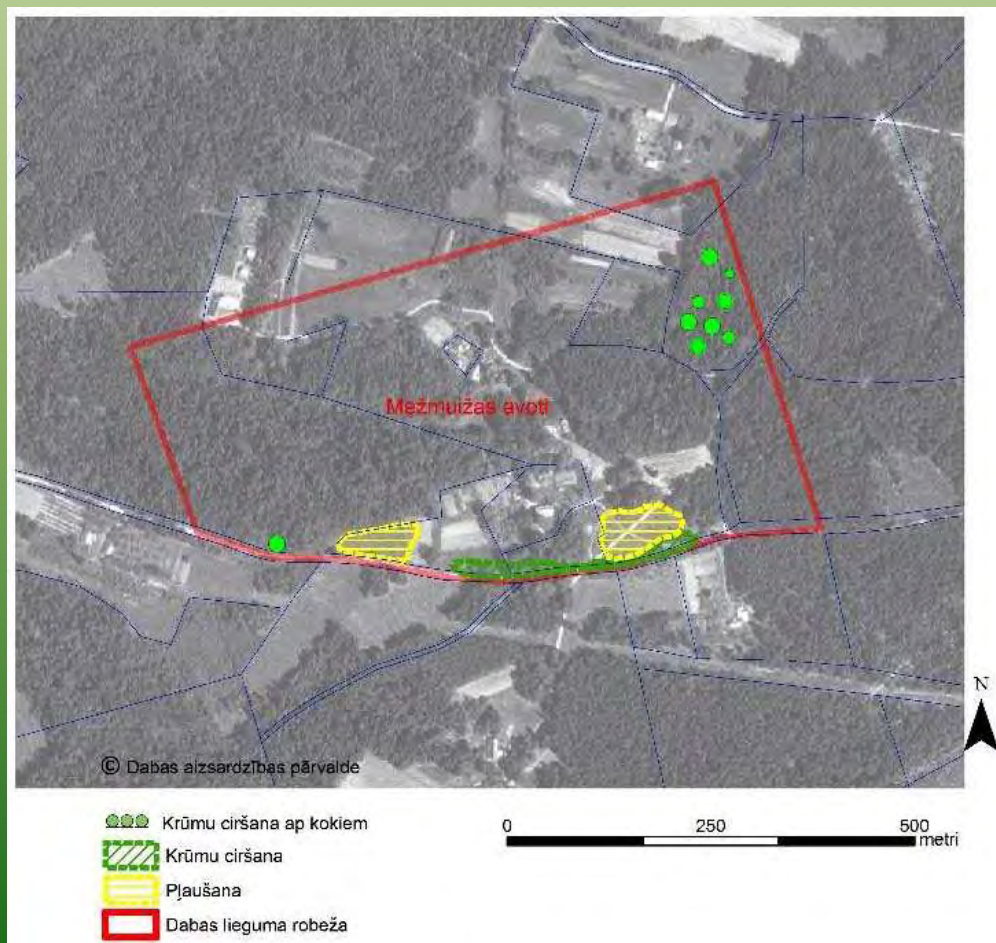 Mežmuižas avoti
N
© Dabas aizsardzības pārvalde
Krūmu ciršana ap kokiem
Krūmu ciršana
Pļaušana
Dabas lieguma robeža
0 250 500
metri